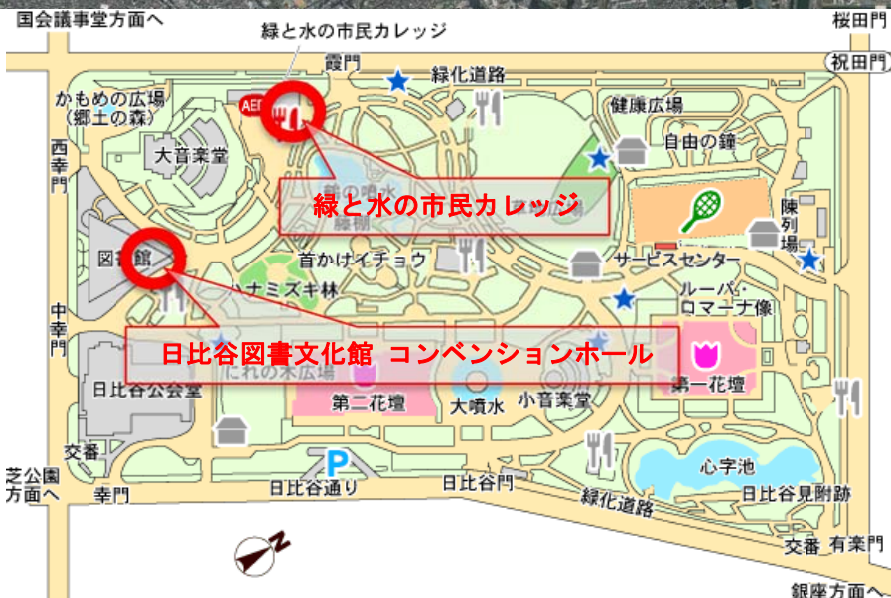 国会議事堂方面へ
桜田門
緑と水の市民カレッジ
霞門
祝田門
緑化道路
かもめの広場
(郷土の森)
AED
健康広場
大音楽堂
自由の鐘
西幸門
鶴の噴水
緑と水の市民カレッジ
藤棚
陳列場
図書館
首かけイチョウ
サービスセンター
ハナミズキ林
ルーパ・
ロマーナ像
中幸門
日比谷図書文化館 コンベンションホール
にれの木広場
日比谷公会堂
第二花壇
大噴水
小音楽堂
第一花壇
交番
P
心字池
芝公園
方面へ
幸門
日比谷通り
日比谷門
緑化道路
日比谷見附跡
交番
有楽門
N
銀座方面へ